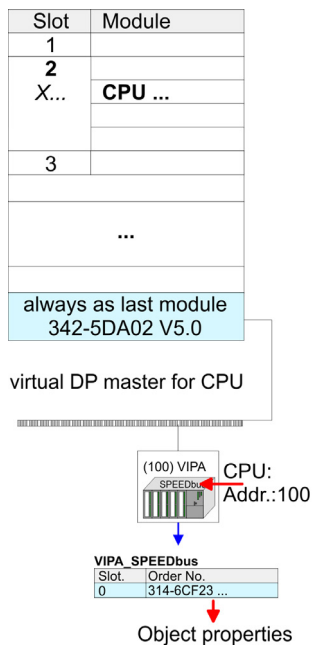 Slot Module
1
2
X... CPU ...
3
...
always as last module
342-5DA02 V5.0
virtual DP master for CPU
(100) VIPA
SPEEDbus
CPU:
Addr.:100
VIPA_SPEEDbus
Slot. Order No.
0 314-6CF23 ...
Object properties